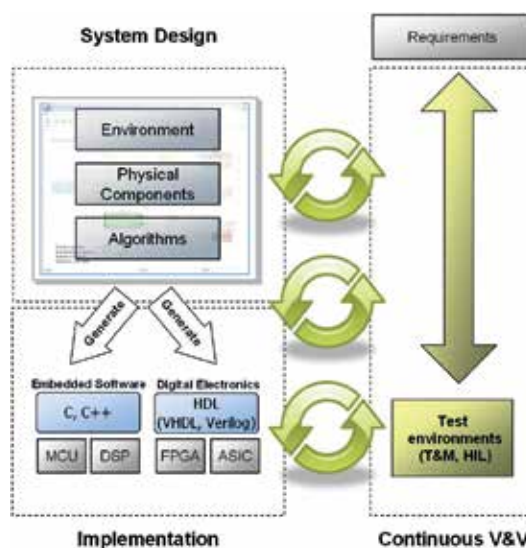 System Design
Requirements
Environment
Physical
Components
Algorithms
Generate
Generate
Embedded Software
Digital Electronics
C, C++
HDL
(VHDL, Verilog)
MCU
DSP
FPGA
ASIC
Test
environments
(T&M, HIL)
Implementation
Continuous V&V